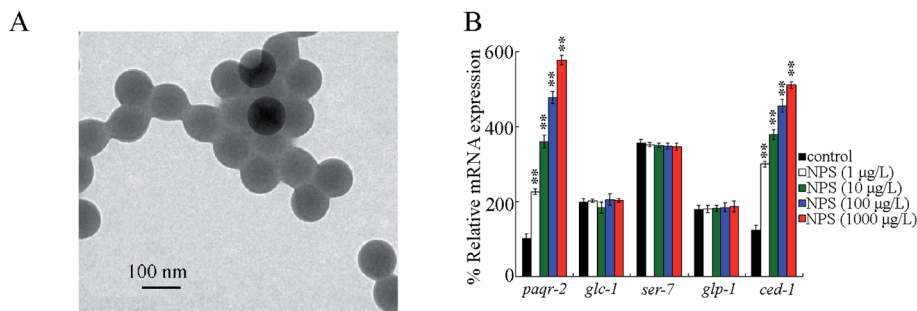 A
100 nm
B
% Relative mRNA expression
600
400
200
0
**
**
**
**
**
**
**
**
paqr-2
glc-1
ser-7
glp-1
ced-1
control
NPS (1 µg/L)
NPS (10 µg/L)
NPS (100 µg/L)
NPS (1000 µg/L)